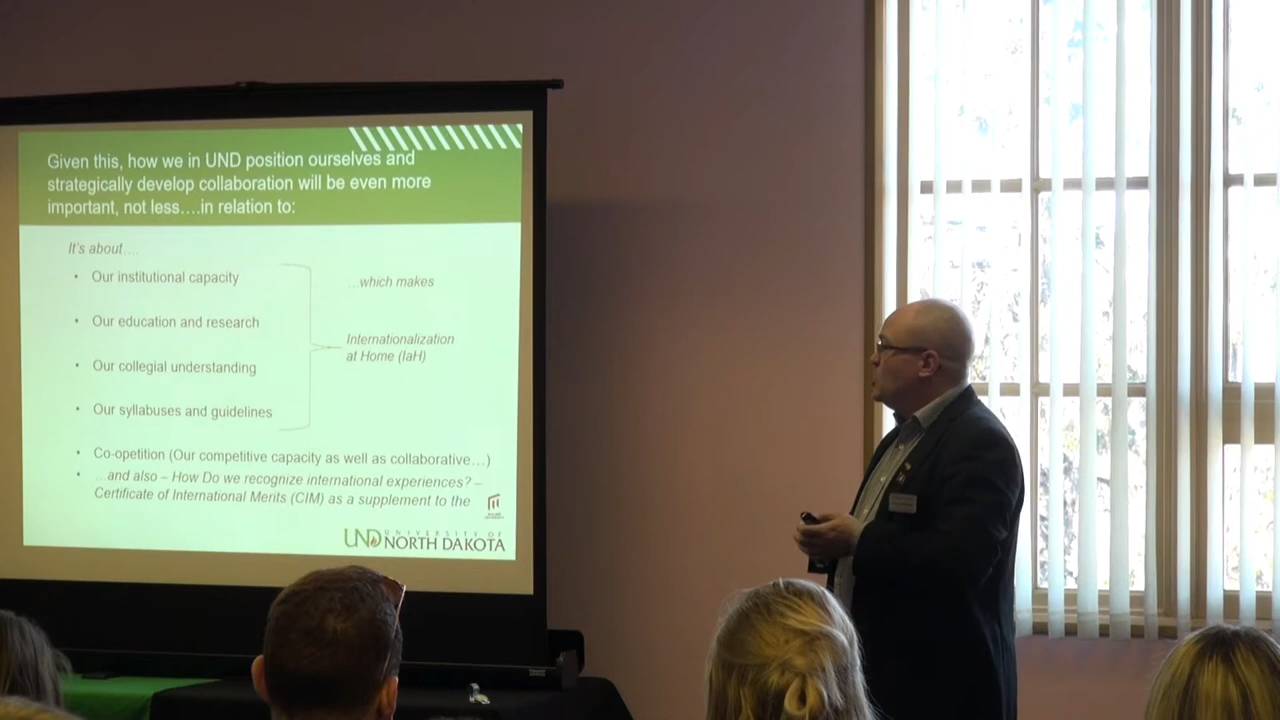 Given this, how we in UND position ourselves and
strategically develop collaboration will be even more
important, not less….in relation to:
It's about….
• Our institutional capacity
…which makes
• Our education and research
Internationalization
at Home (IaH)
• Our collegial understanding
• Our syllabuses and guidelines
• Co-opetition (Our competitive capacity as well as collaborative…)
• …and also – How Do we recognize international experiences? –
Certificate of International Merits (CIM) as a supplement to the
UND UNIVERSITY OF
NORTH DAKOTA